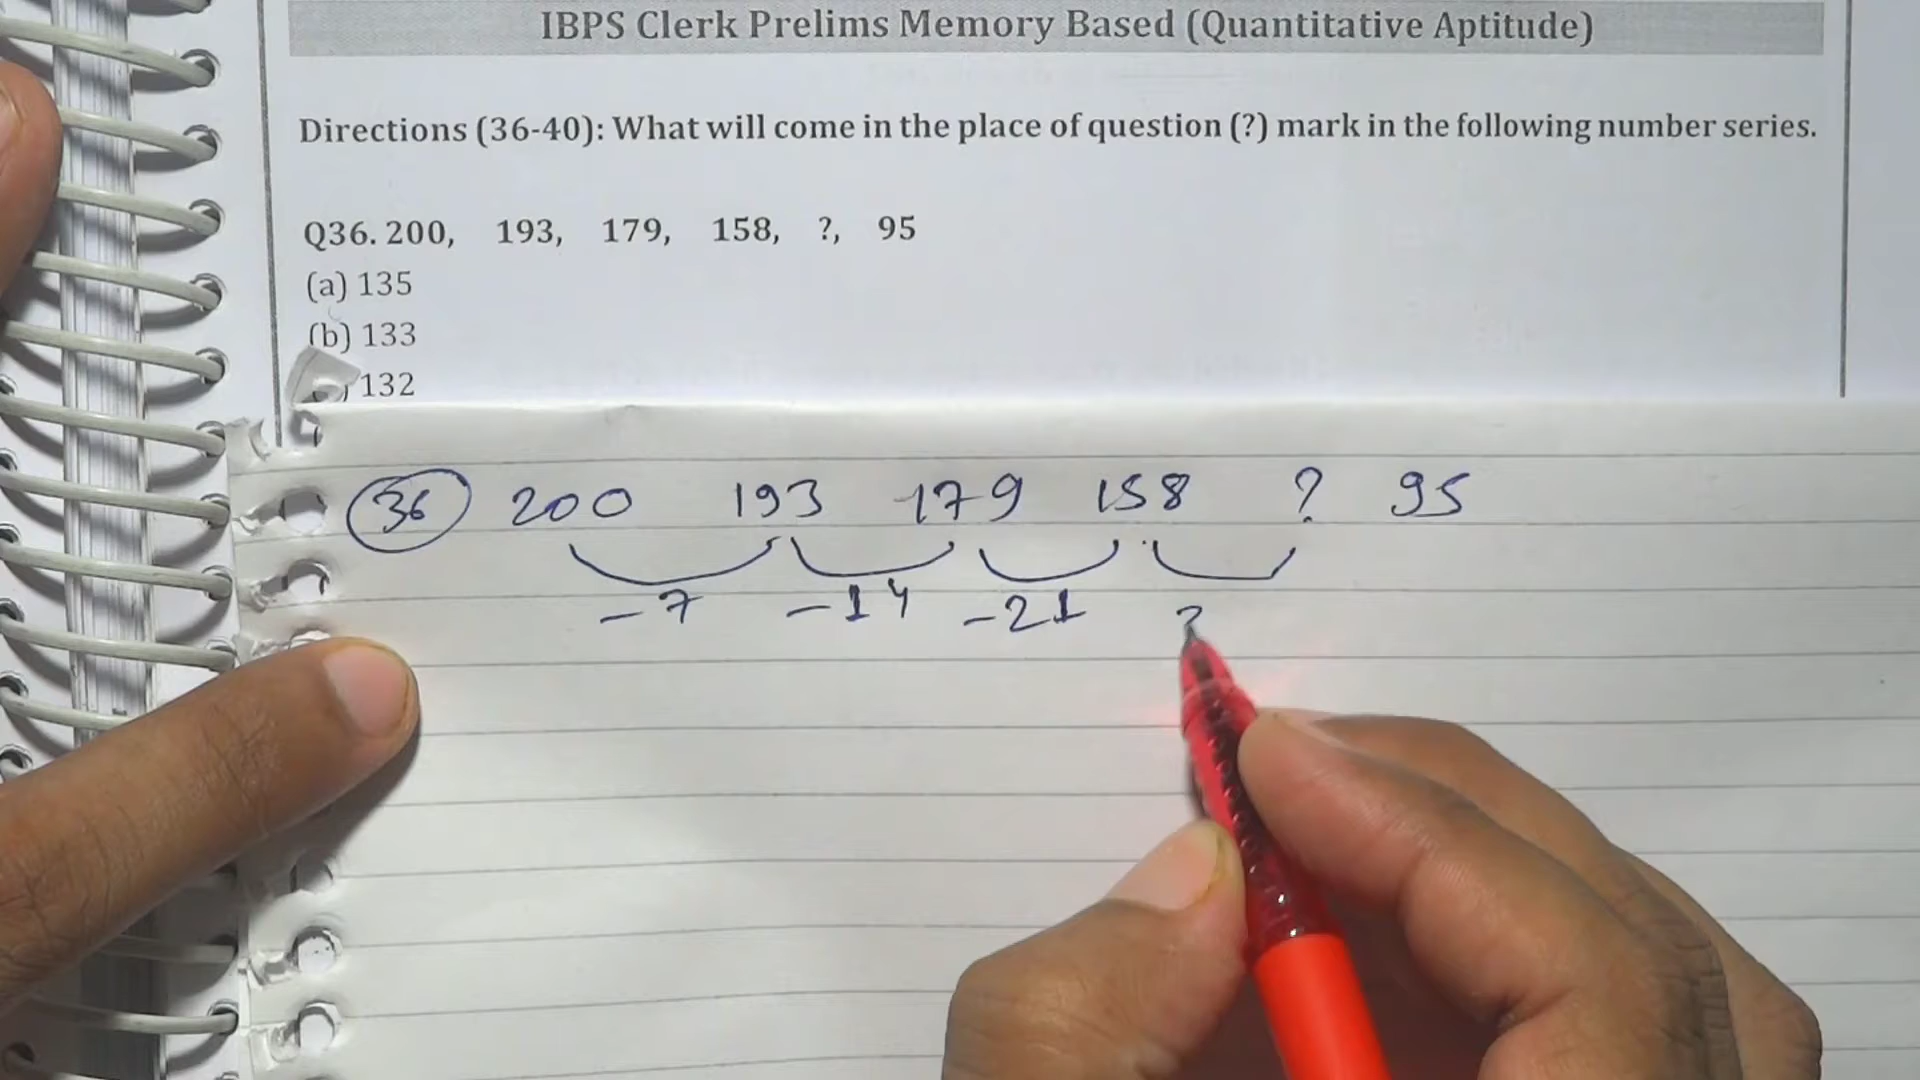 IBPS Clerk Prelims Memory Based (Quantitative Aptitude)
Directions (36-40): What will come in the place of question (?) mark in the following number series.
Q36. 200, 193, 179, 158, ?, 95
(a) 135
(b) 133
132
36 200 193 179 158 ? 95
-7 -14 -21 ?